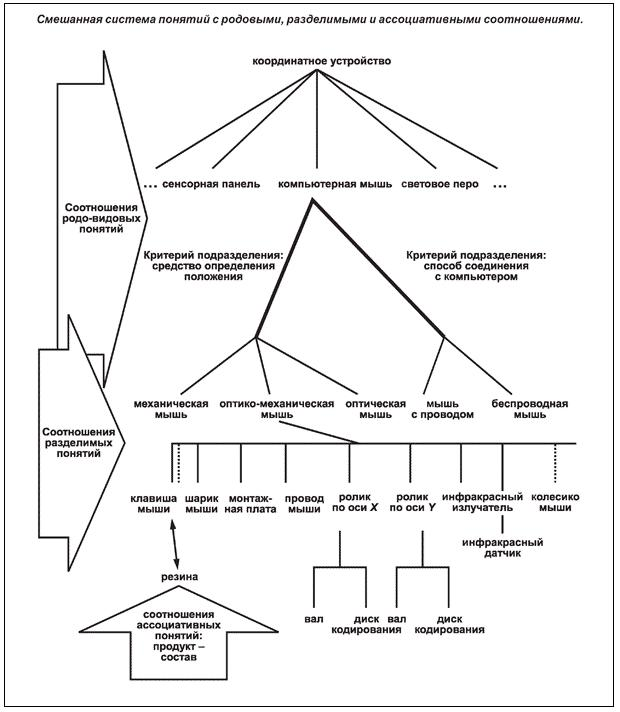 Смешанная система понятий с родовыми, разделимыми и ассоциативными соотношениями.
координатное устройство
... сенсорная панель компьютерная мышь световое перо ...
Соотношения
родо-видовых
понятий
Критерий подразделения:
средство определения
положения
Критерий подразделения:
способ соединения
с компьютером
механическая
мышь
оптико-механическая
мышь
оптическая
мышь
мышь
с проводом
беспроводная
мышь
Соотношения
разделимых
понятий
клавиша
мыши
шарик
мыши
монтаж-
ная плата
провод
мыши
ролик
по оси X
ролик
по оси Y
инфракрасный
излучатель
колесико
мыши
инфракрасный
датчик
резина
соотношения
ассоциативных
понятий:
продукт –
состав
вал
диск
кодирования
вал
диск
кодирования